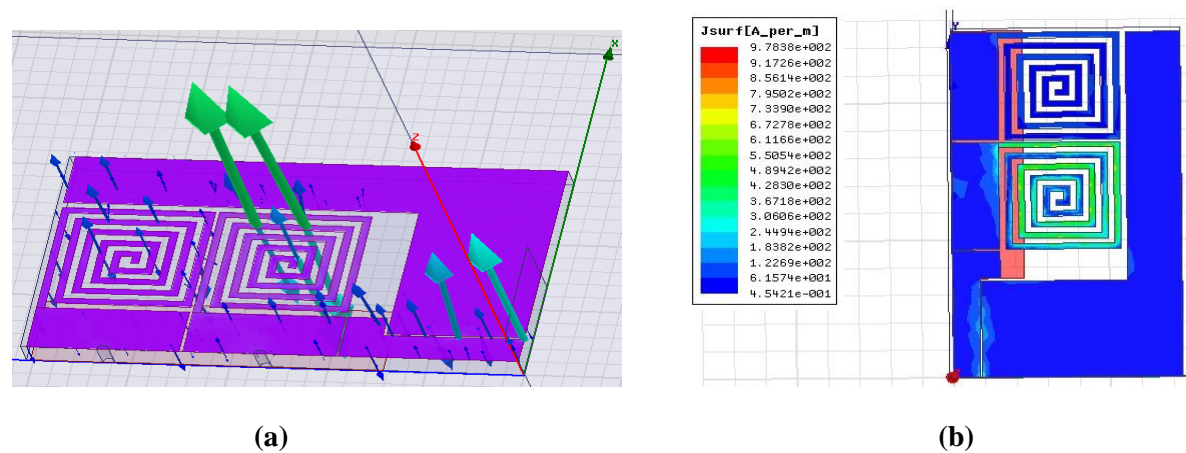 X
Z
Jsurf[A_per_m]
9.7838e+002
9.1726e+002
8.5614e+002
7.9502e+002
7.3390e+002
6.7278e+002
6.1166e+002
5.5054e+002
4.8942e+002
4.2830e+002
3.6718e+002
3.0606e+002
2.4494e+002
1.8382e+002
1.2269e+002
6.1574e+001
4.5421e-001
Y
(a)
(b)